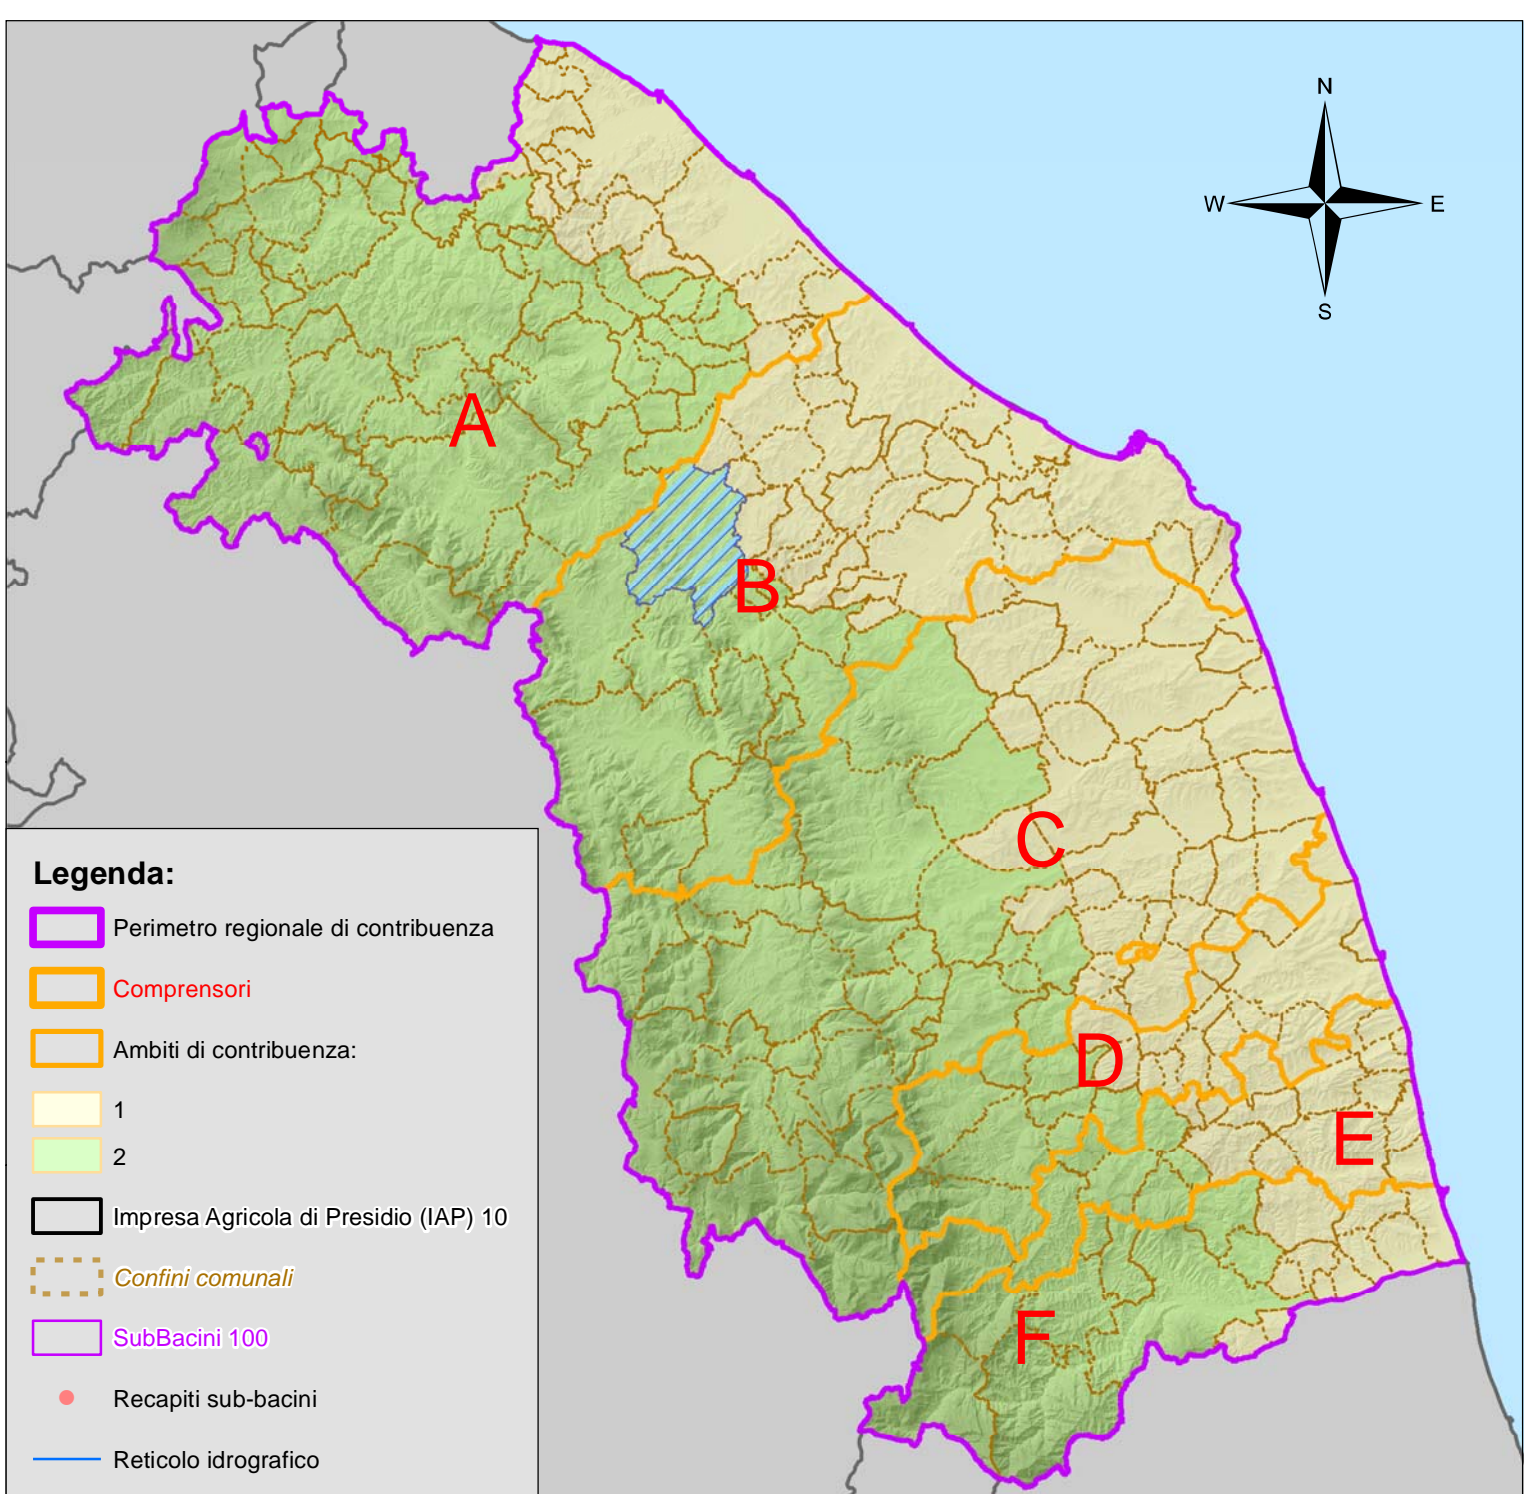 N
W E
S
A
B
C
D
E
F
Legenda:
Perimetro regionale di contribuenza
Comprensori
Ambiti di contribuenza:
1
2
Impresa Agricola di Presidio (IAP) 10
Confini comunali
SubBacini 100
Recapiti sub-bacini
Reticolo idrografico